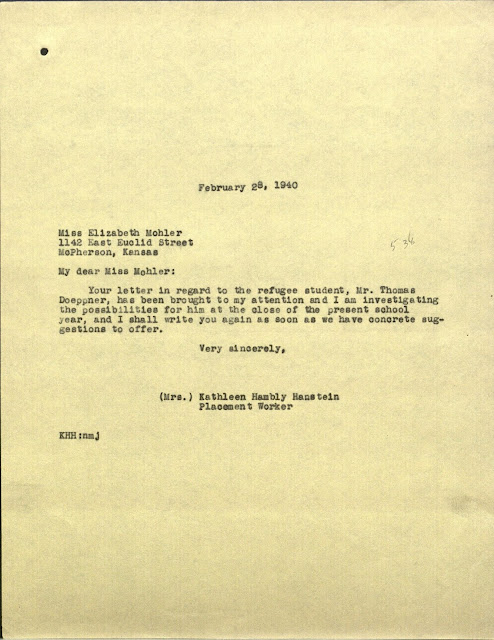 February 28, 1940
Miss Elizabeth Mohler
1142 East Euclid Street
McPherson, Kansas
My dear Miss Mohler:
Your letter in regard to the refugee student, Mr. Thomas
Doeppner, has been brought to my attention and I am investigating
the possibilities for him at the close of the present school
year, and I shall write you again as soon as we have concrete sug-
gestions to offer.
Very sincerely,
(Mrs.) Kathleen Hambly Hanstein
Placement Worker
KHH:nmj